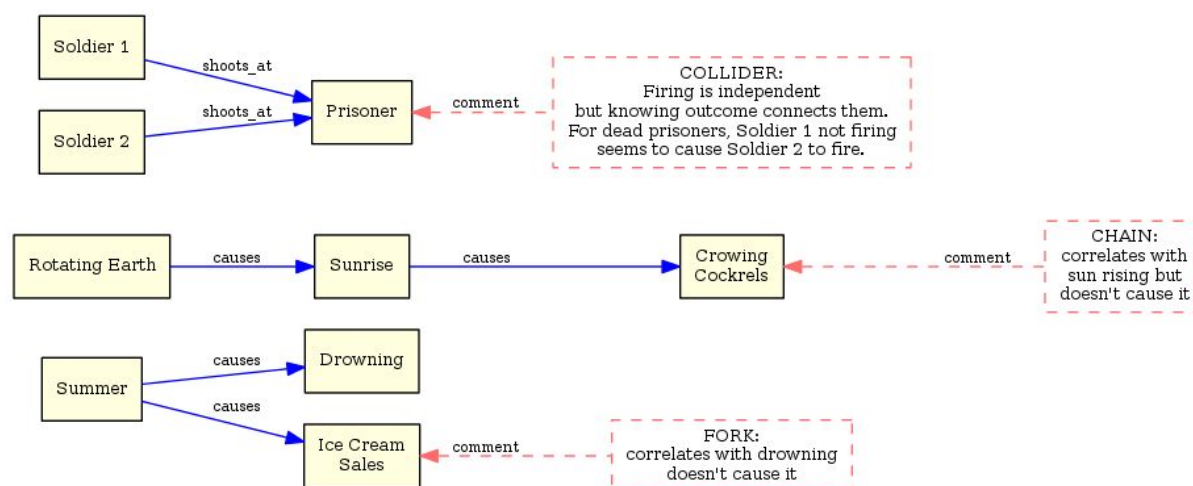 Soldier 1
shoots_at
Soldier 2
shoots_at
Prisoner
comment
COLLIDER:
Firing is independent
but knowing outcome connects them.
For dead prisoners, Soldier 1 not firing
seems to cause Soldier 2 to fire.
Rotating Earth
causes
Sunrise
causes
Crowing
Cockrels
comment
CHAIN:
correlates with
sun rising but
doesn't cause it
Summer
causes
Drowning
causes
Ice Cream
Sales
comment
FORK:
correlates with drowning
doesn't cause it